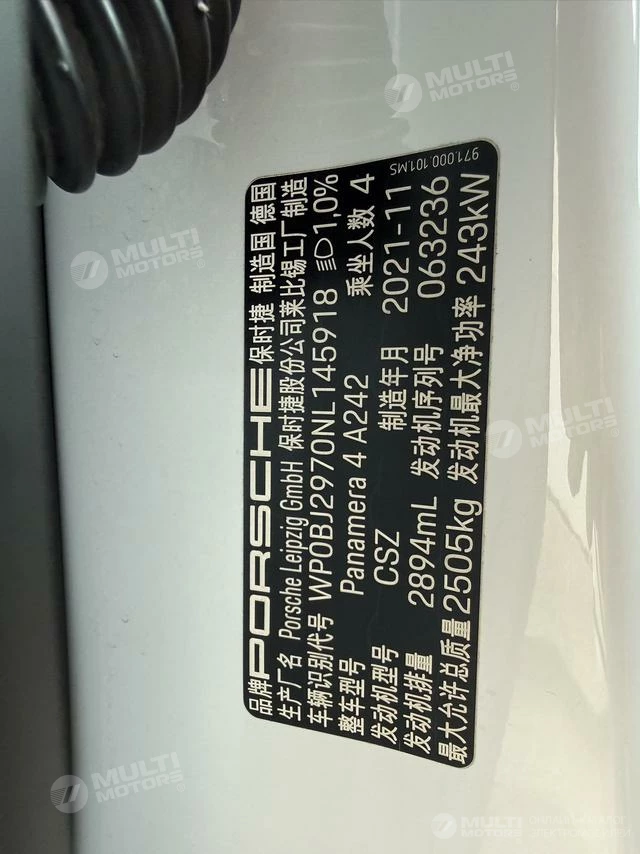 971.000.101.MS
品牌 PORSCHE 保时捷 制造国 德国
生产厂名 Porsche Leipzig GmbH 保时捷股份公司莱比锡工厂制造
车辆识别代号 WP0BJ2970NL145918 1,0%
整车型号 Panamera 4 A242 乘坐人数 4
发动机型号 CSZ 制造年月 2021-11
发动机排量 2894mL 发动机序列号 063236
最大允许总质量 2505kg 发动机最大净功率 243kW
MULTI MOTORS®
MULTI MOTORS®
MULTI MOTORS®
MULTI MOTORS®
MULTI MOTORS